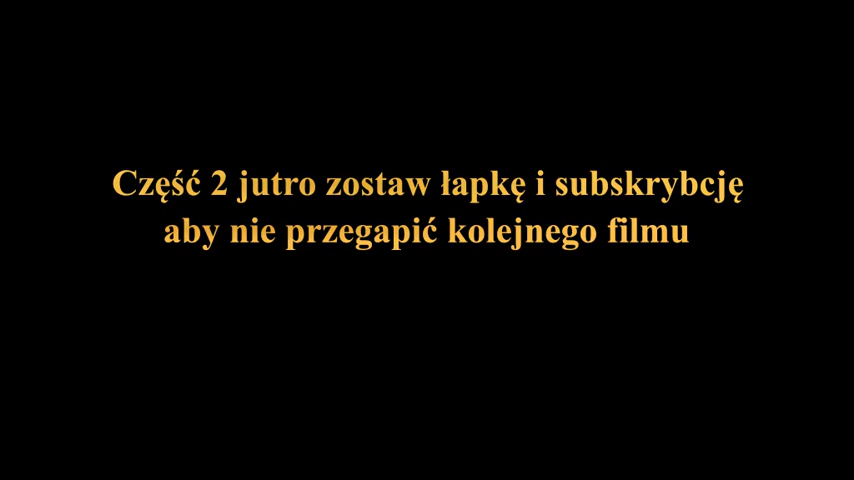 Część 2 jutro zostaw łapkę i subskrybcję
aby nie przegapić kolejnego filmu